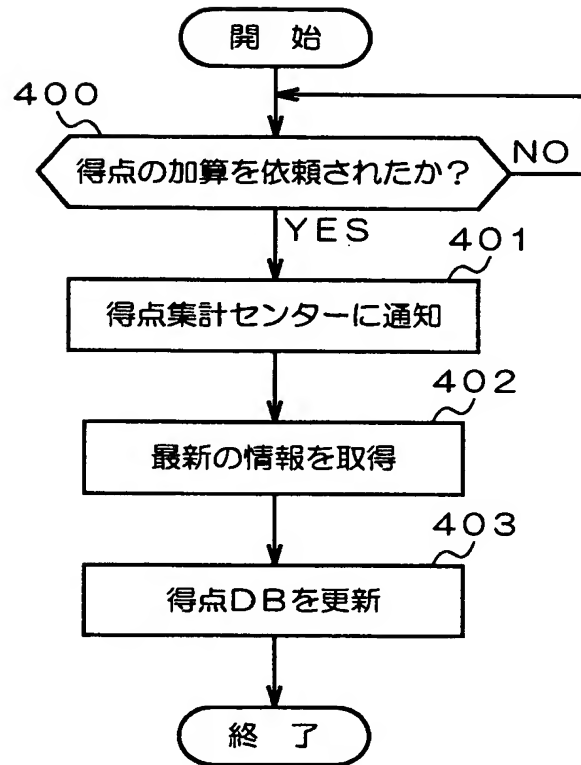 開 始
400
得点の加算を依頼されたか？
NO
YES
401
得点集計センターに通知
402
最新の情報を取得
403
得点DBを更新
終 了